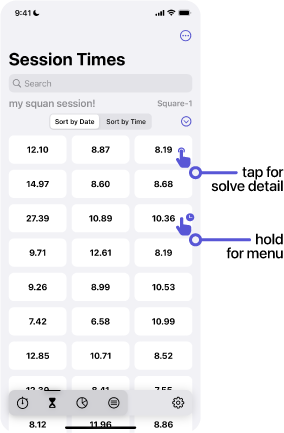 9:41
Session Times
Search
my squan session!
Square-1
Sort by Date
Sort by Time
12.10 8.87 8.19
tap for
solve detail
14.97 8.60 8.68
27.39 10.89 10.36
hold
for menu
9.71 12.61 8.19
9.26 8.99 10.53
7.42 6.58 10.99
12.85 10.71 8.52
8.41 7.55
8.12 11.96 8.86